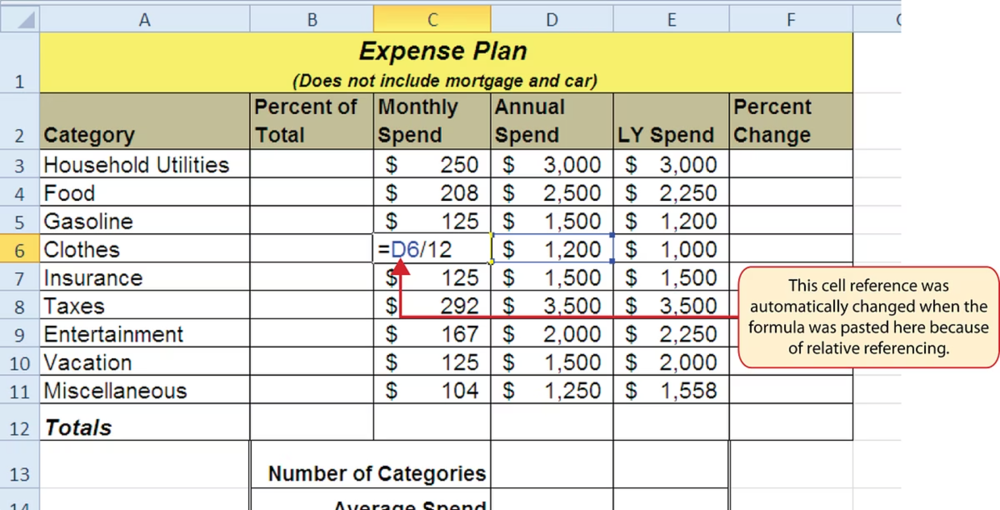 A B C D E F
1 Expense Plan
(Does not include mortgage and car)
2 Category Percent of Total Monthly Spend Annual Spend LY Spend Percent Change
3 Household Utilities $ 250 $ 3,000 $ 3,000
4 Food $ 208 $ 2,500 $ 2,250
5 Gasoline $ 125 $ 1,500 $ 1,200
6 Clothes =D6/12 $ 1,200 $ 1,000
7 Insurance $ 125 $ 1,500 $ 1,500
8 Taxes $ 292 $ 3,500 $ 3,500
9 Entertainment $ 167 $ 2,000 $ 2,250
10 Vacation $ 125 $ 1,500 $ 2,000
11 Miscellaneous $ 104 $ 1,250 $ 1,558
12 Totals
13 Number of Categories
14 Average Spend
This cell reference was
automatically changed when the
formula was pasted here because
of relative referencing.